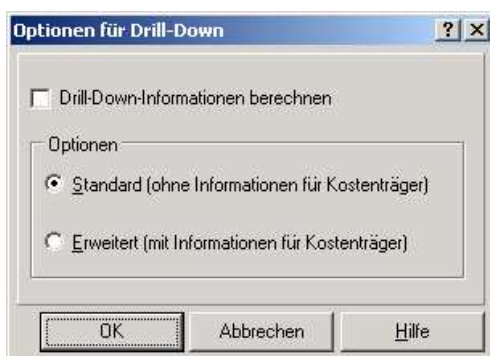 Optionen für Drill-Down
Drill-Down-Informationen berechnen
Optionen
Standard (ohne Informationen für Kostenträger)
Erweitert (mit Informationen für Kostenträger)
OK Abbrechen Hilfe